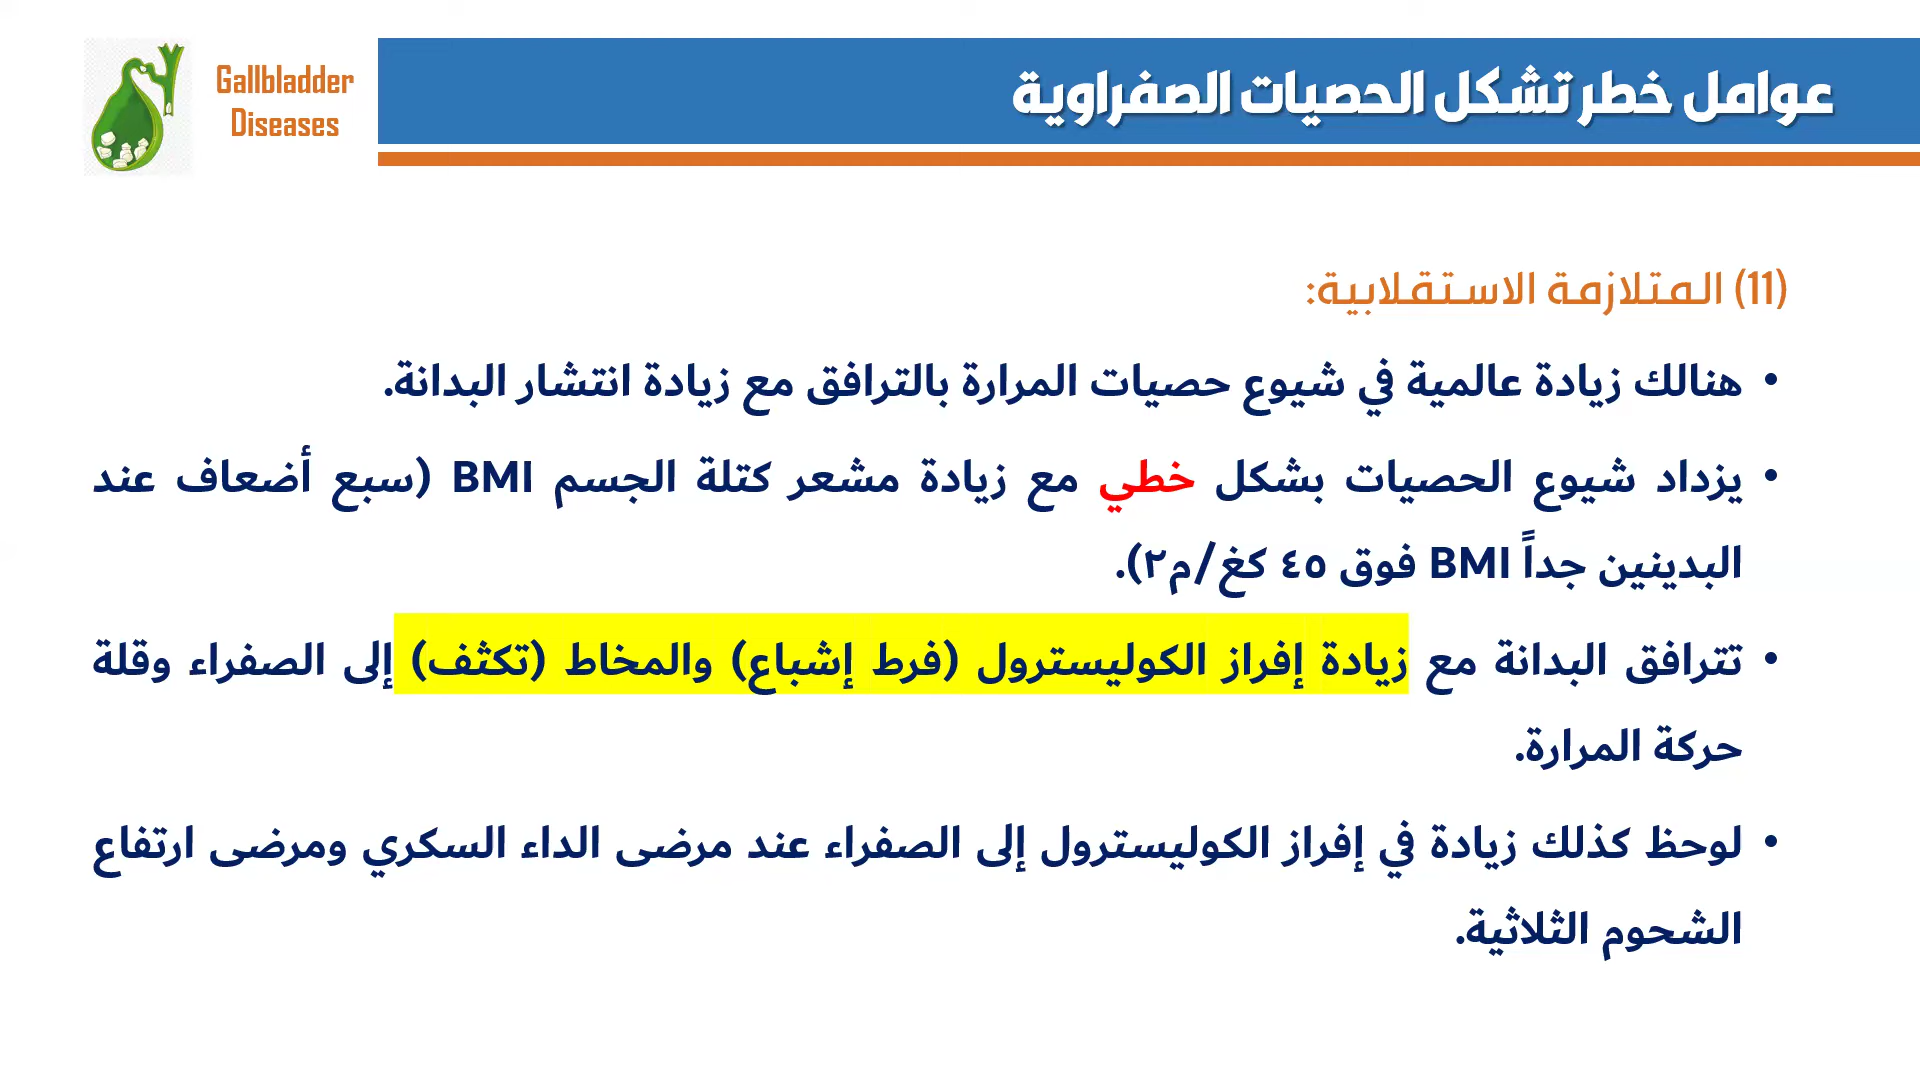 Gallbladder
Diseases
عوامل خطر تشكل الحصيات الصفراوية
(11) المتلازمة الاستقلابية:
• هنالك زيادة عالمية في شيوع حصيات المرارة بالترافق مع زيادة انتشار البدانة.
• يزداد شيوع الحصيات بشكل خطي مع زيادة مشعر كتلة الجسم BMI (سبع أضعاف عند
البدينين جداً BMI فوق ٤٥ كغ/م٢).
• تترافق البدانة مع زيادة إفراز الكوليسترول (فرط إشباع) والمخاط (تكثف) إلى الصفراء وقلة
حركة المرارة.
• لوحظ كذلك زيادة في إفراز الكوليسترول إلى الصفراء عند مرضى الداء السكري ومرضى ارتفاع
الشحوم الثلاثية.